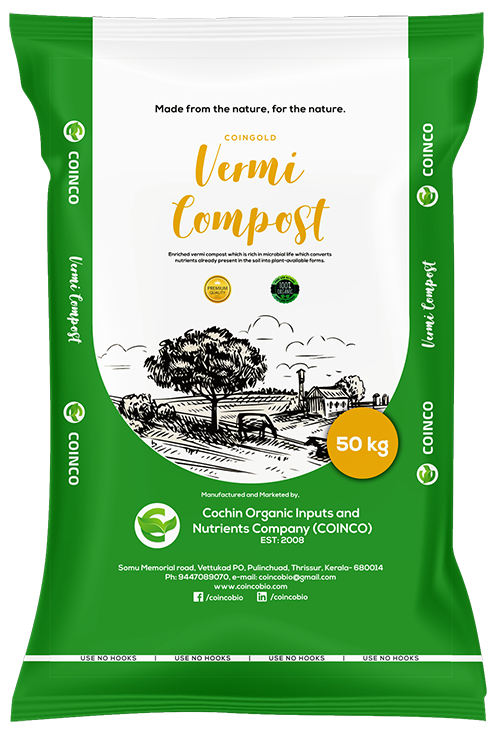 Made from the nature, for the nature.
COINGOLD
Vermi
Compost
Enriched vermi compost which is rich in microbial life which converts
nutrients already present in the soil into plant-available forms.
PREMIUM
QUALITY
100%
ORGANIC
COINCO
Vermi Compost
COINCO
COINCO
Vermi Compost
COINCO
50 kg
Manufactured and Marketed by,
Cochin Organic Inputs and
Nutrients Company (COINCO)
EST: 2008
Somu Memorial road, Vettukad PO, Pulinchuad, Thrissur, Kerala- 680014
Ph: 9447089070, e-mail: coincobio@gmail.com
www.coincobio.com
/coincobio
/coincobio
USE NO HOOKS | USE NO HOOKS | USE NO HOOKS | USE NO HOOKS